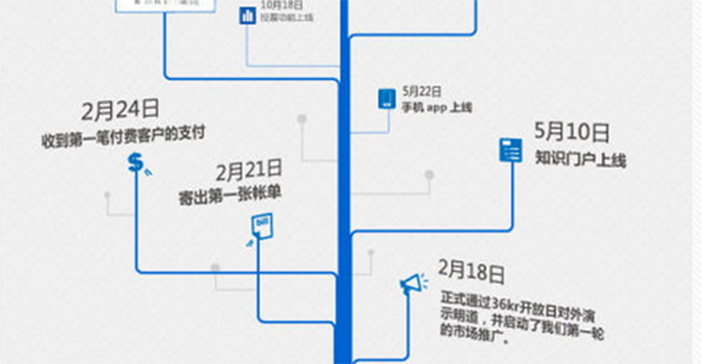 10月18日
投票功能上线
5月22日
手机 app 上线
2月24日
收到第一笔付费客户的支付
5月10日
知识门户上线
2月21日
寄出第一张帐单
bill
2月18日
正式通过36kr开放日对外演
示明道，并启动了我们第一轮
的市场推广。